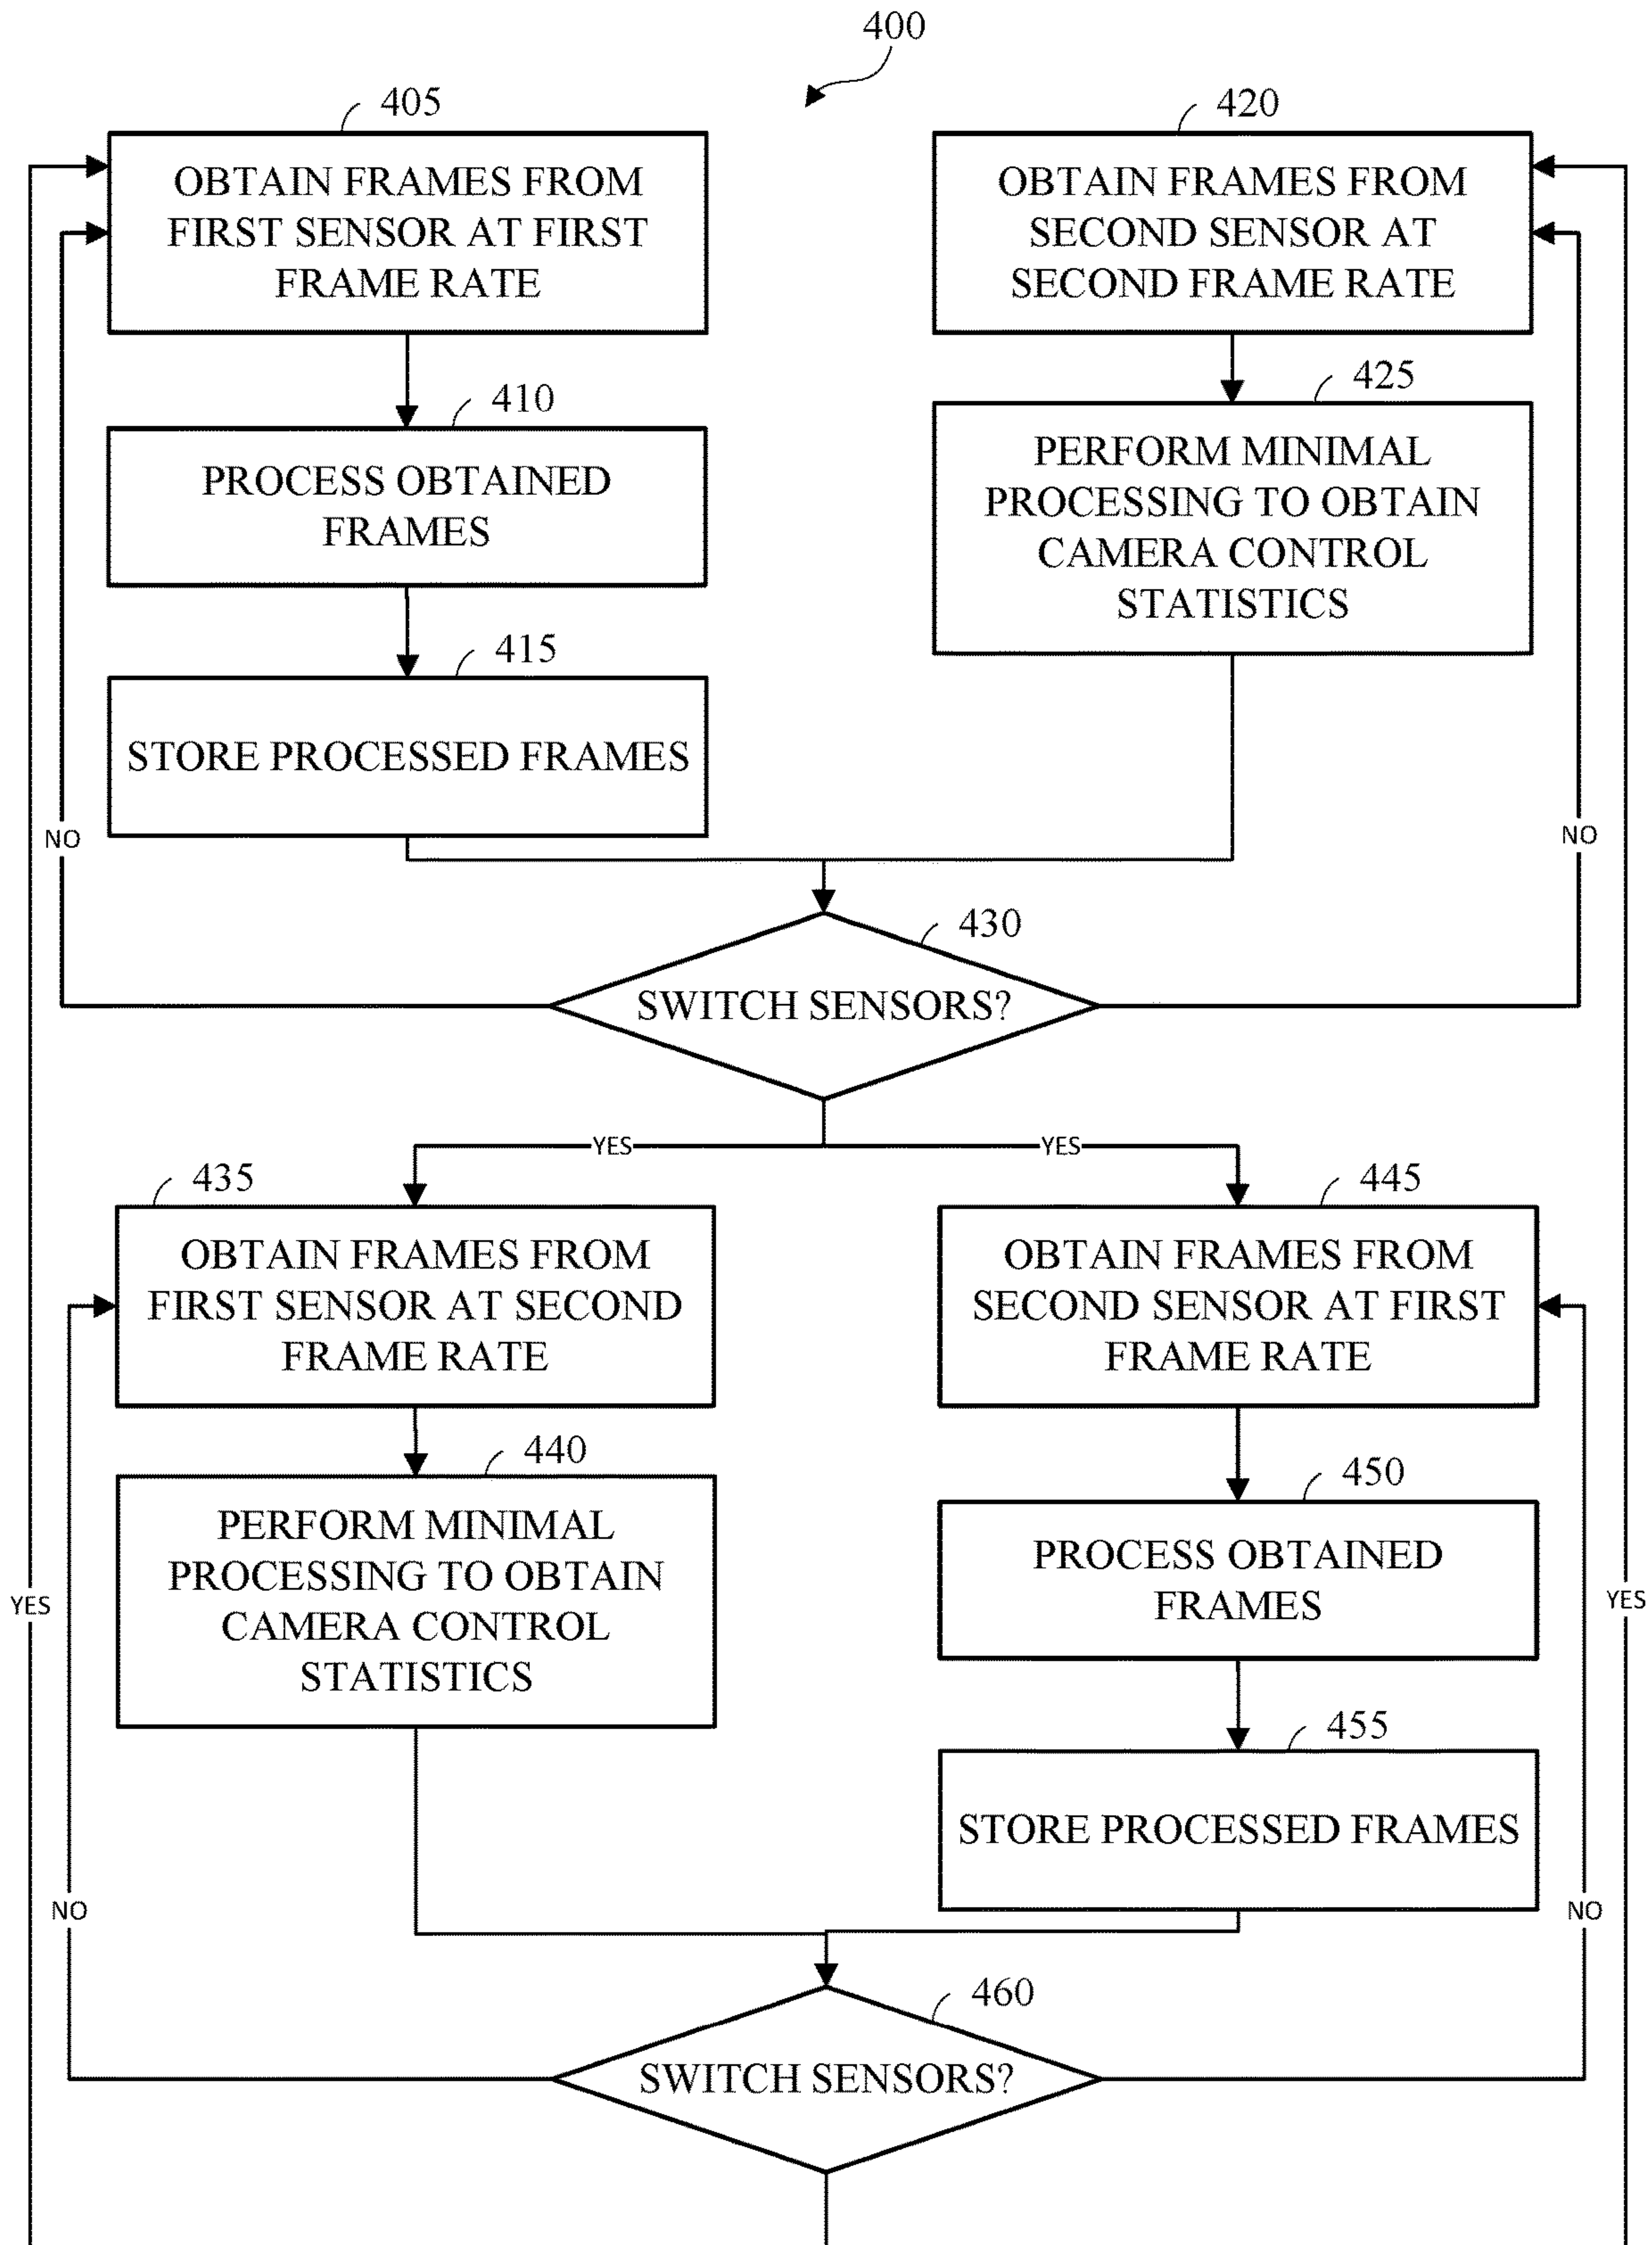 400
405
OBTAIN FRAMES FROM
FIRST SENSOR AT FIRST
FRAME RATE
420
OBTAIN FRAMES FROM
SECOND SENSOR AT
SECOND FRAME RATE
410
PROCESS OBTAINED
FRAMES
425
PERFORM MINIMAL
PROCESSING TO OBTAIN
CAMERA CONTROL
STATISTICS
415
STORE PROCESSED FRAMES
NO
NO
430
SWITCH SENSORS?
YES
YES
435
OBTAIN FRAMES FROM
FIRST SENSOR AT SECOND
FRAME RATE
445
OBTAIN FRAMES FROM
SECOND SENSOR AT FIRST
FRAME RATE
440
PERFORM MINIMAL
PROCESSING TO OBTAIN
CAMERA CONTROL
STATISTICS
450
PROCESS OBTAINED
FRAMES
YES
YES
455
STORE PROCESSED FRAMES
NO
NO
460
SWITCH SENSORS?